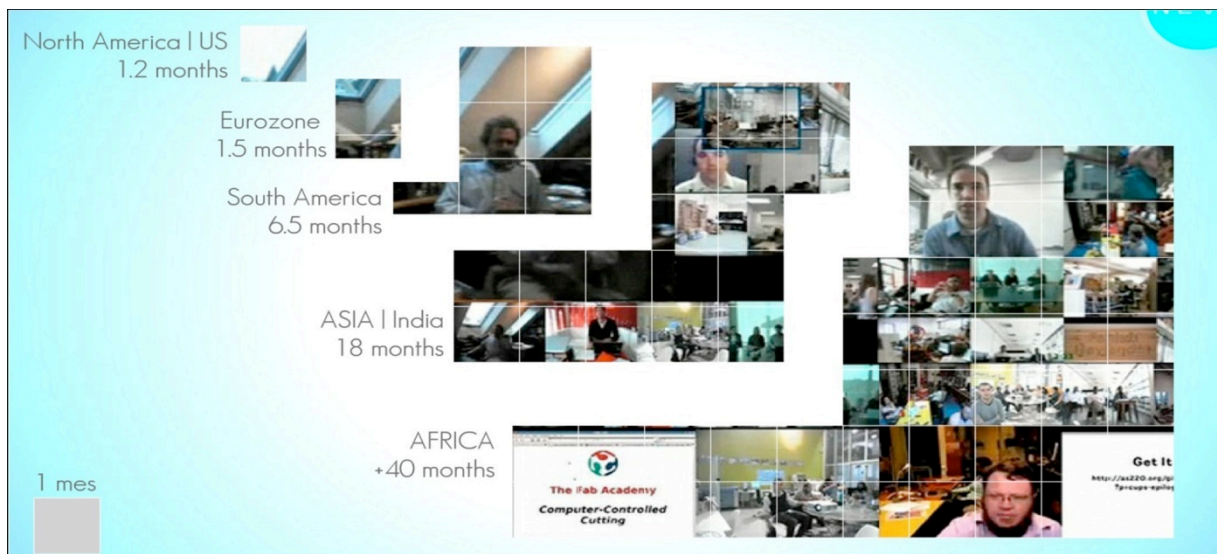 North America | US
1.2 months
Eurozone
1.5 months
South America
6.5 months
ASIA | India
18 months
AFRICA
+40 months
1 mes
The Fab Academy
Computer-Controlled
Cutting
Get It